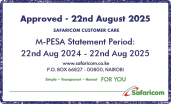 Approved - 22nd August 2025
SAFARICOM CUSTOMER CARE
M-PESA Statement Period:
22nd Aug 2024 - 22nd Aug 2025
www.safaricom.co.ke
P.O. BOX 66827 - 00800, NAIROBI
Simple • Transparent • Honest FOR YOU
Safaricom